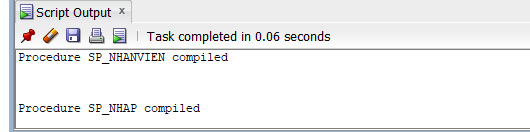 Script Output x
Task completed in 0.06 seconds
Procedure SP_NHANVIEN compiled
Procedure SP_NHAP compiled